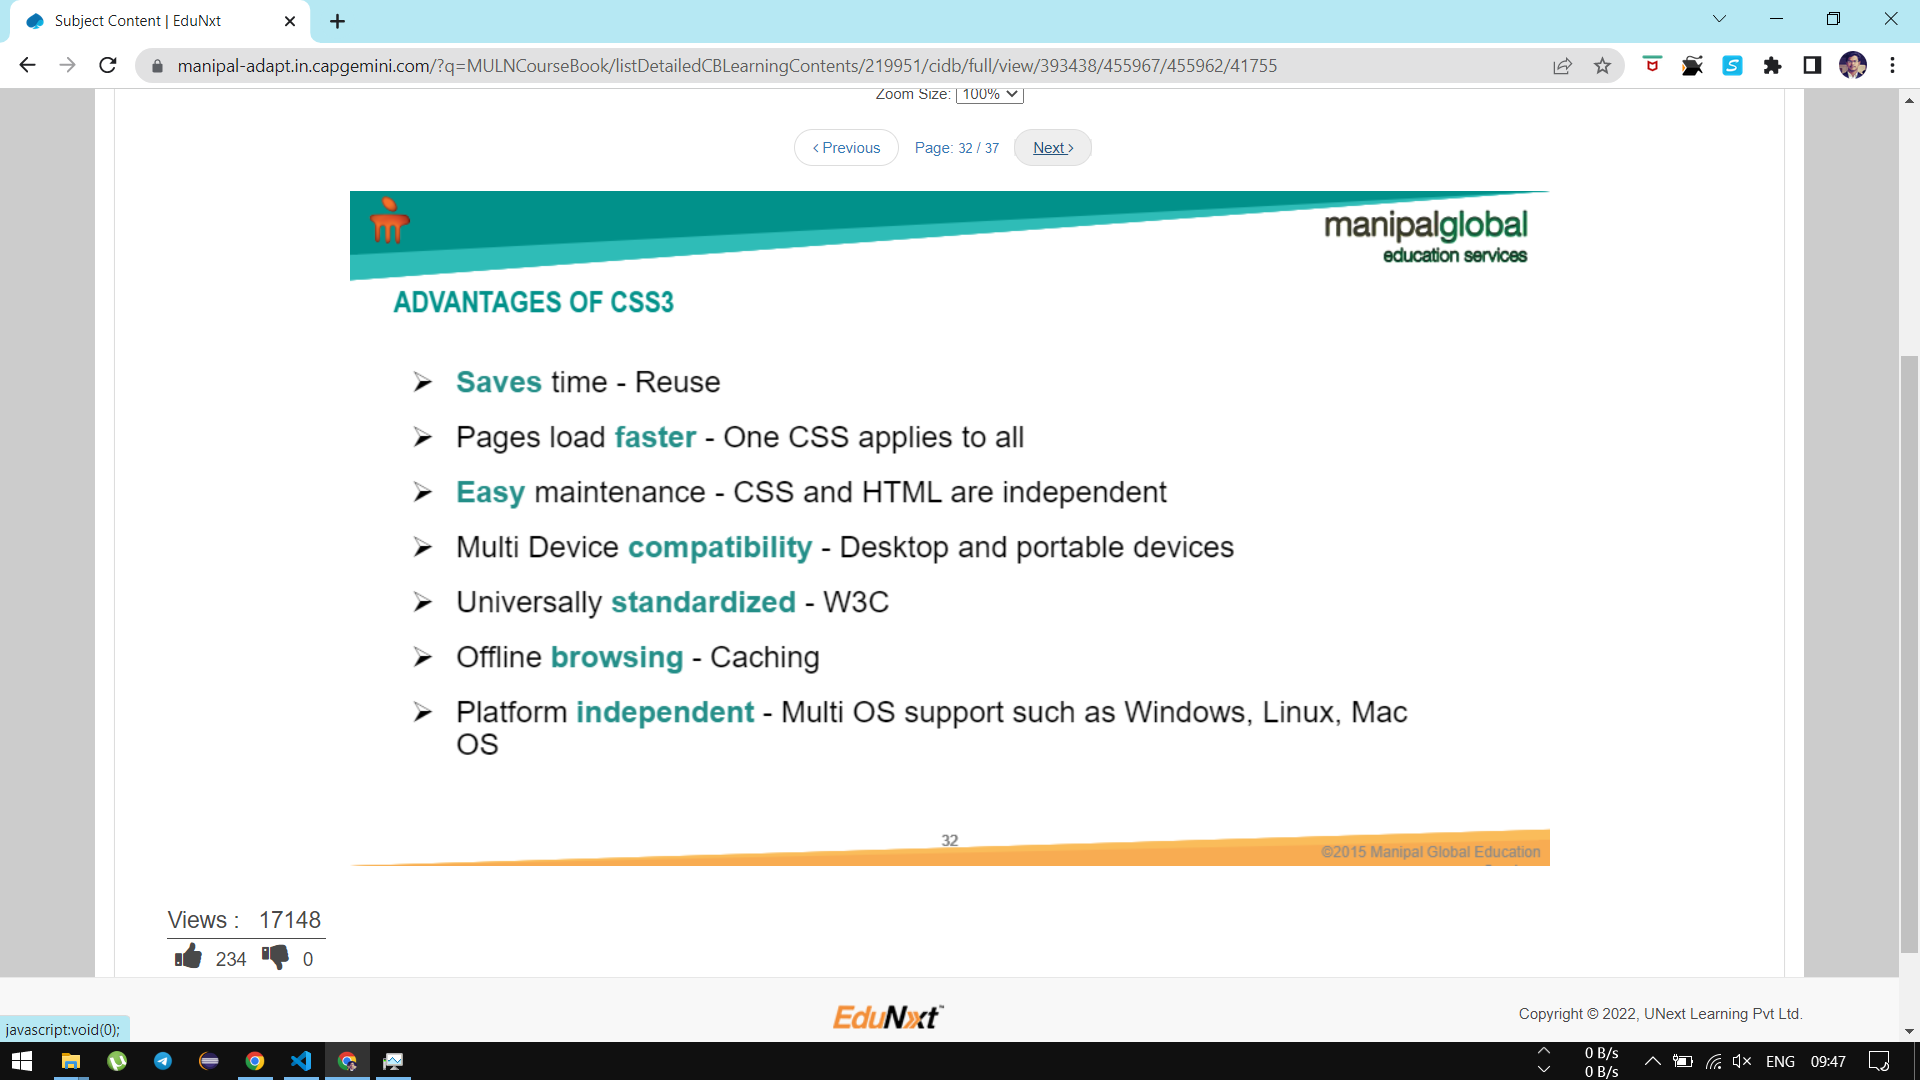 Subject Content | EduNxt
manipal-adapt.in.capgemini.com/?q=MULNCourseBook/listDetailedCBLearningContents/219951/cidb/full/view/393438/455967/455962/41755
Zoom Size: 100%
‹ Previous Page: 32 / 37 Next ›
manipalglobal
education services
ADVANTAGES OF CSS3
➢ Saves time - Reuse
➢ Pages load faster - One CSS applies to all
➢ Easy maintenance - CSS and HTML are independent
➢ Multi Device compatibility - Desktop and portable devices
➢ Universally standardized - W3C
➢ Offline browsing - Caching
➢ Platform independent - Multi OS support such as Windows, Linux, Mac
OS
32
©2015 Manipal Global Education
Views : 17148
234 0
EduNxt™
Copyright © 2022, UNext Learning Pvt Ltd.
javascript:void(0);
0 B/s
0 B/s
ENG 09:47